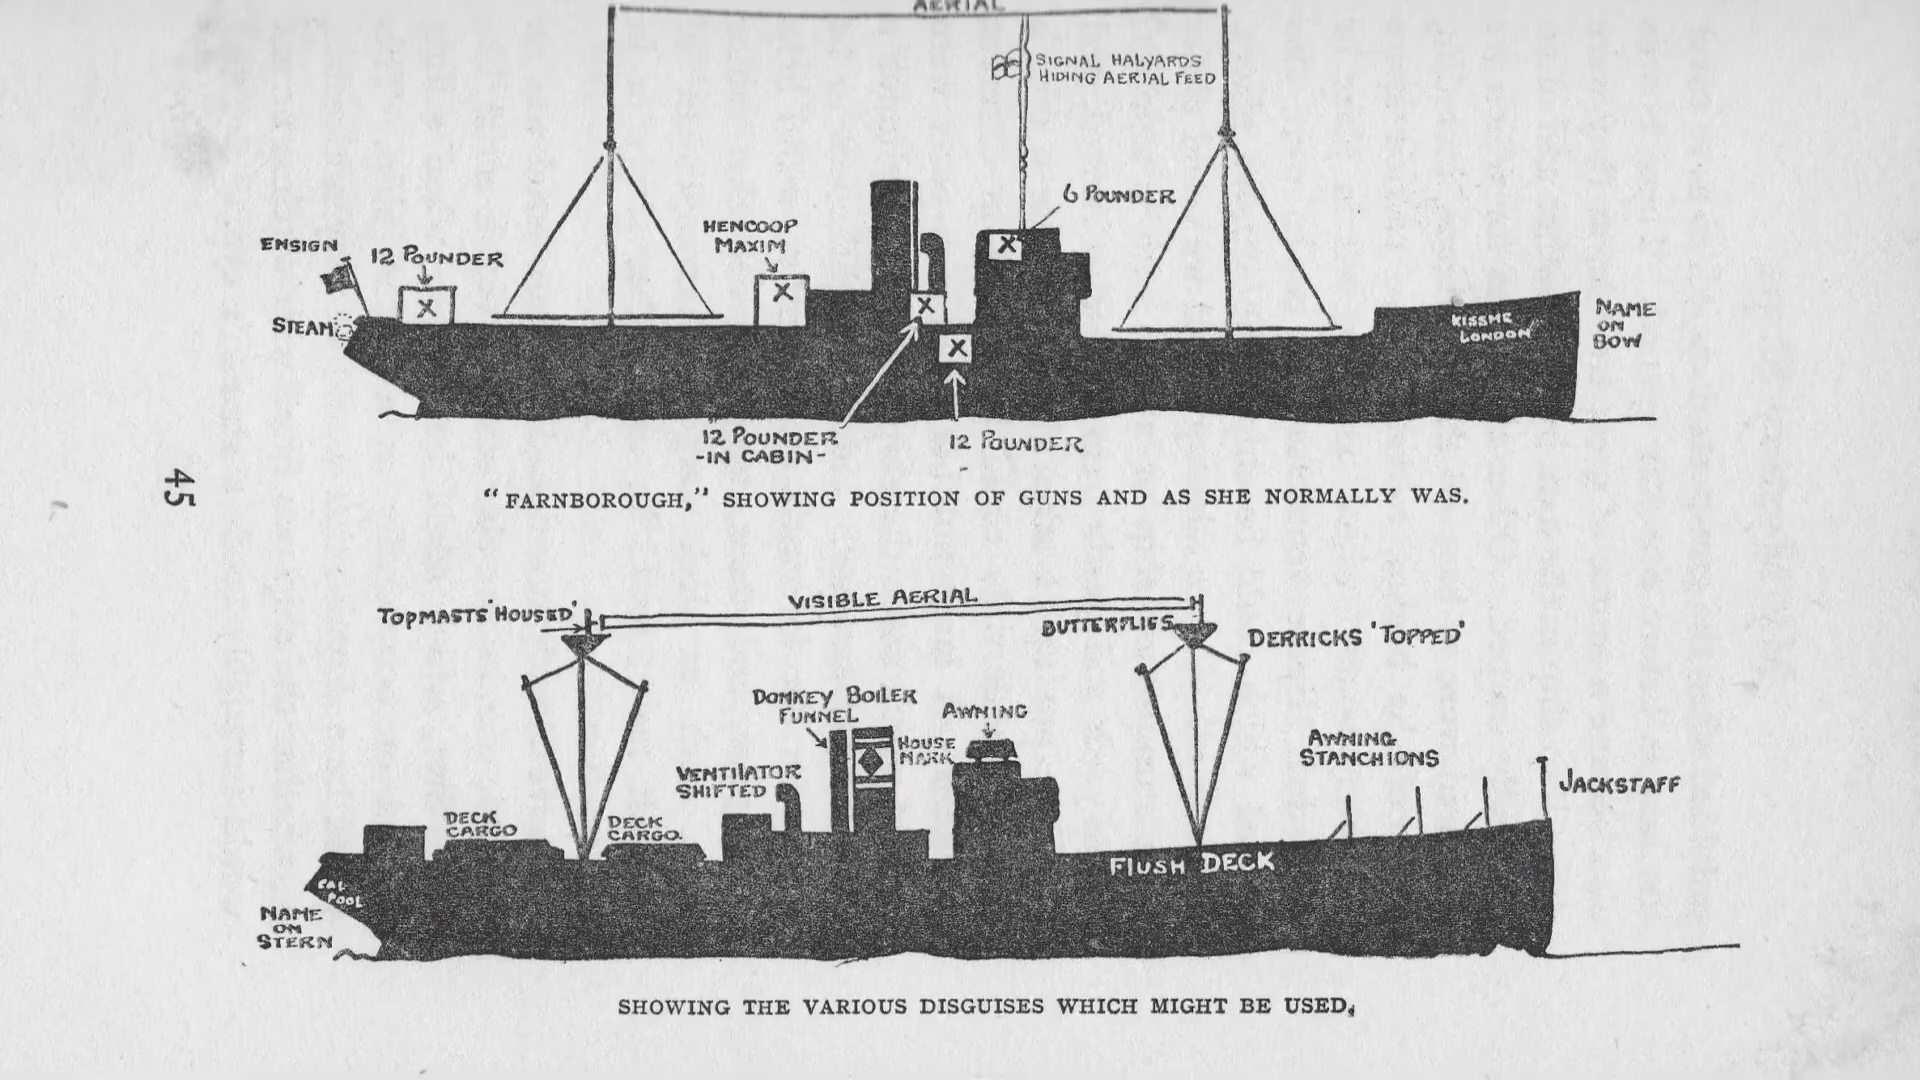 AERIAL
SIGNAL HALYARDS
HIDING AERIAL FEED
6 POUNDER
HENCOOP
MAXIM
ENSIGN
12 POUNDER
X
X
X
X
X
STEAM
KISSME
LONDON
NAME
ON
BOW
12 POUNDER
-IN CABIN-
12 POUNDER
45
"FARNBOROUGH," SHOWING POSITION OF GUNS AND AS SHE NORMALLY WAS.
VISIBLE AERIAL
TOPMASTS 'HOUSED'
BUTTERFLIES
DERRICKS 'TOPPED'
DONKEY BOILER
FUNNEL
AWNING
HOUSE
MARK
AWNING
STANCHIONS
VENTILATOR
SHIFTED
JACKSTAFF
DECK
CARGO
DECK
CARGO.
FLUSH DECK
CAL
POOL
NAME
ON
STERN
SHOWING THE VARIOUS DISGUISES WHICH MIGHT BE USED.